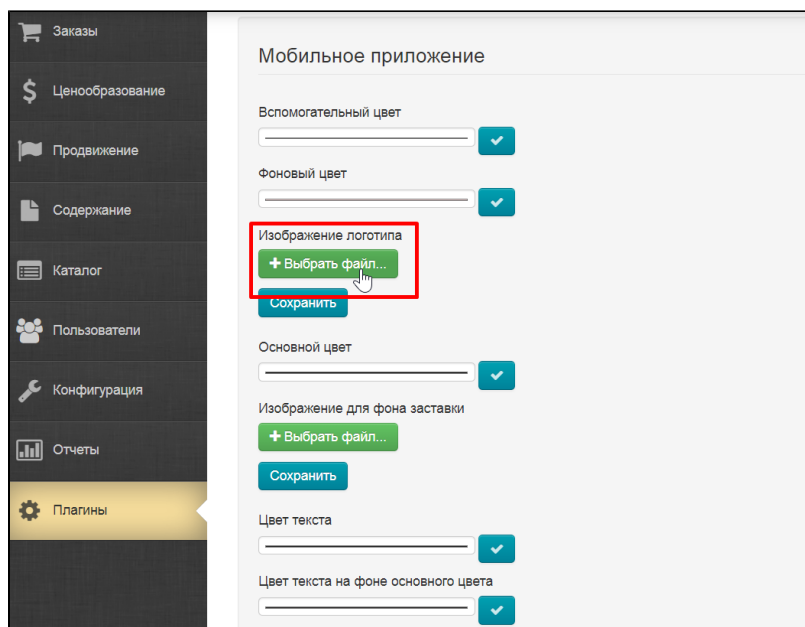 Заказы
Ценообразование
Продвижение
Содержание
Каталог
Пользователи
Конфигурация
Отчеты
Плагины
Мобильное приложение
Вспомогательный цвет
Фоновый цвет
Изображение логотипа
+ Выбрать файл...
Сохранить
Основной цвет
Изображение для фона заставки
+ Выбрать файл...
Сохранить
Цвет текста
Цвет текста на фоне основного цвета